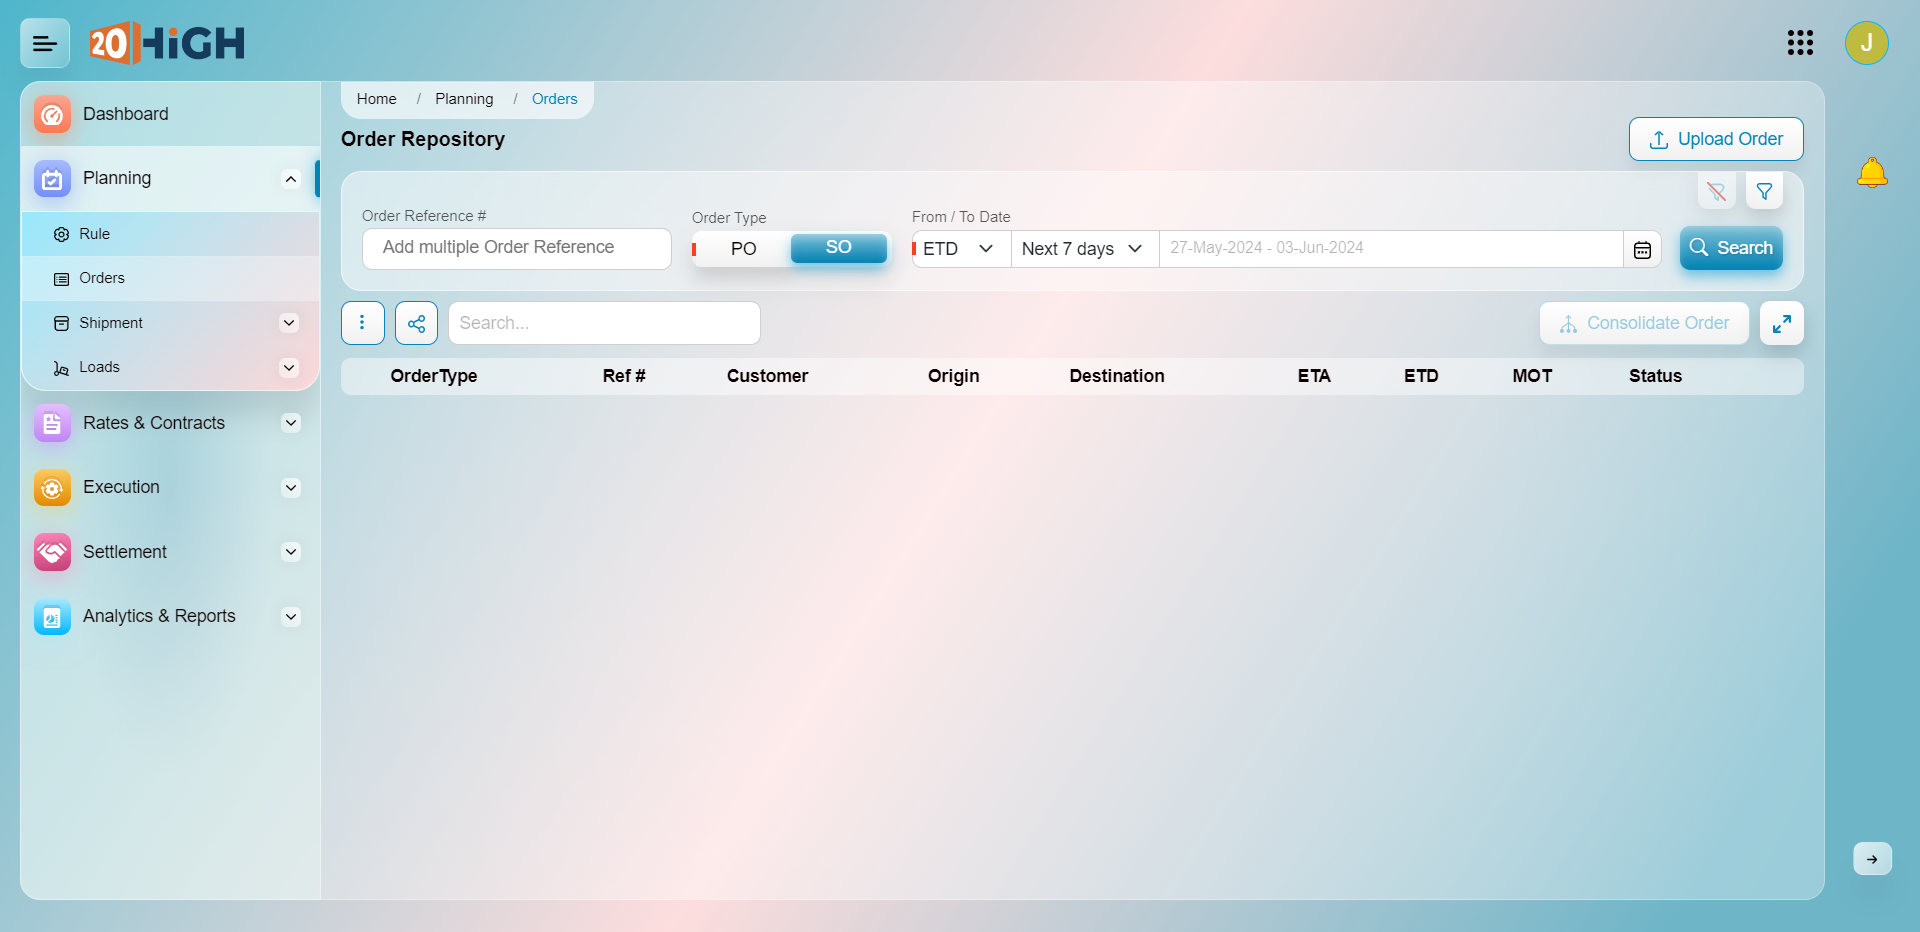 20HiGH
J
Dashboard
Planning
Rule
Orders
Shipment
Loads
Rates & Contracts
Execution
Settlement
Analytics & Reports
Home / Planning / Orders
Order Repository
Upload Order
Order Reference #
Add multiple Order Reference
Order Type
PO SO
From / To Date
ETD Next 7 days 27-May-2024 - 03-Jun-2024
Search
Search...
Consolidate Order
OrderType Ref # Customer Origin Destination ETA ETD MOT Status